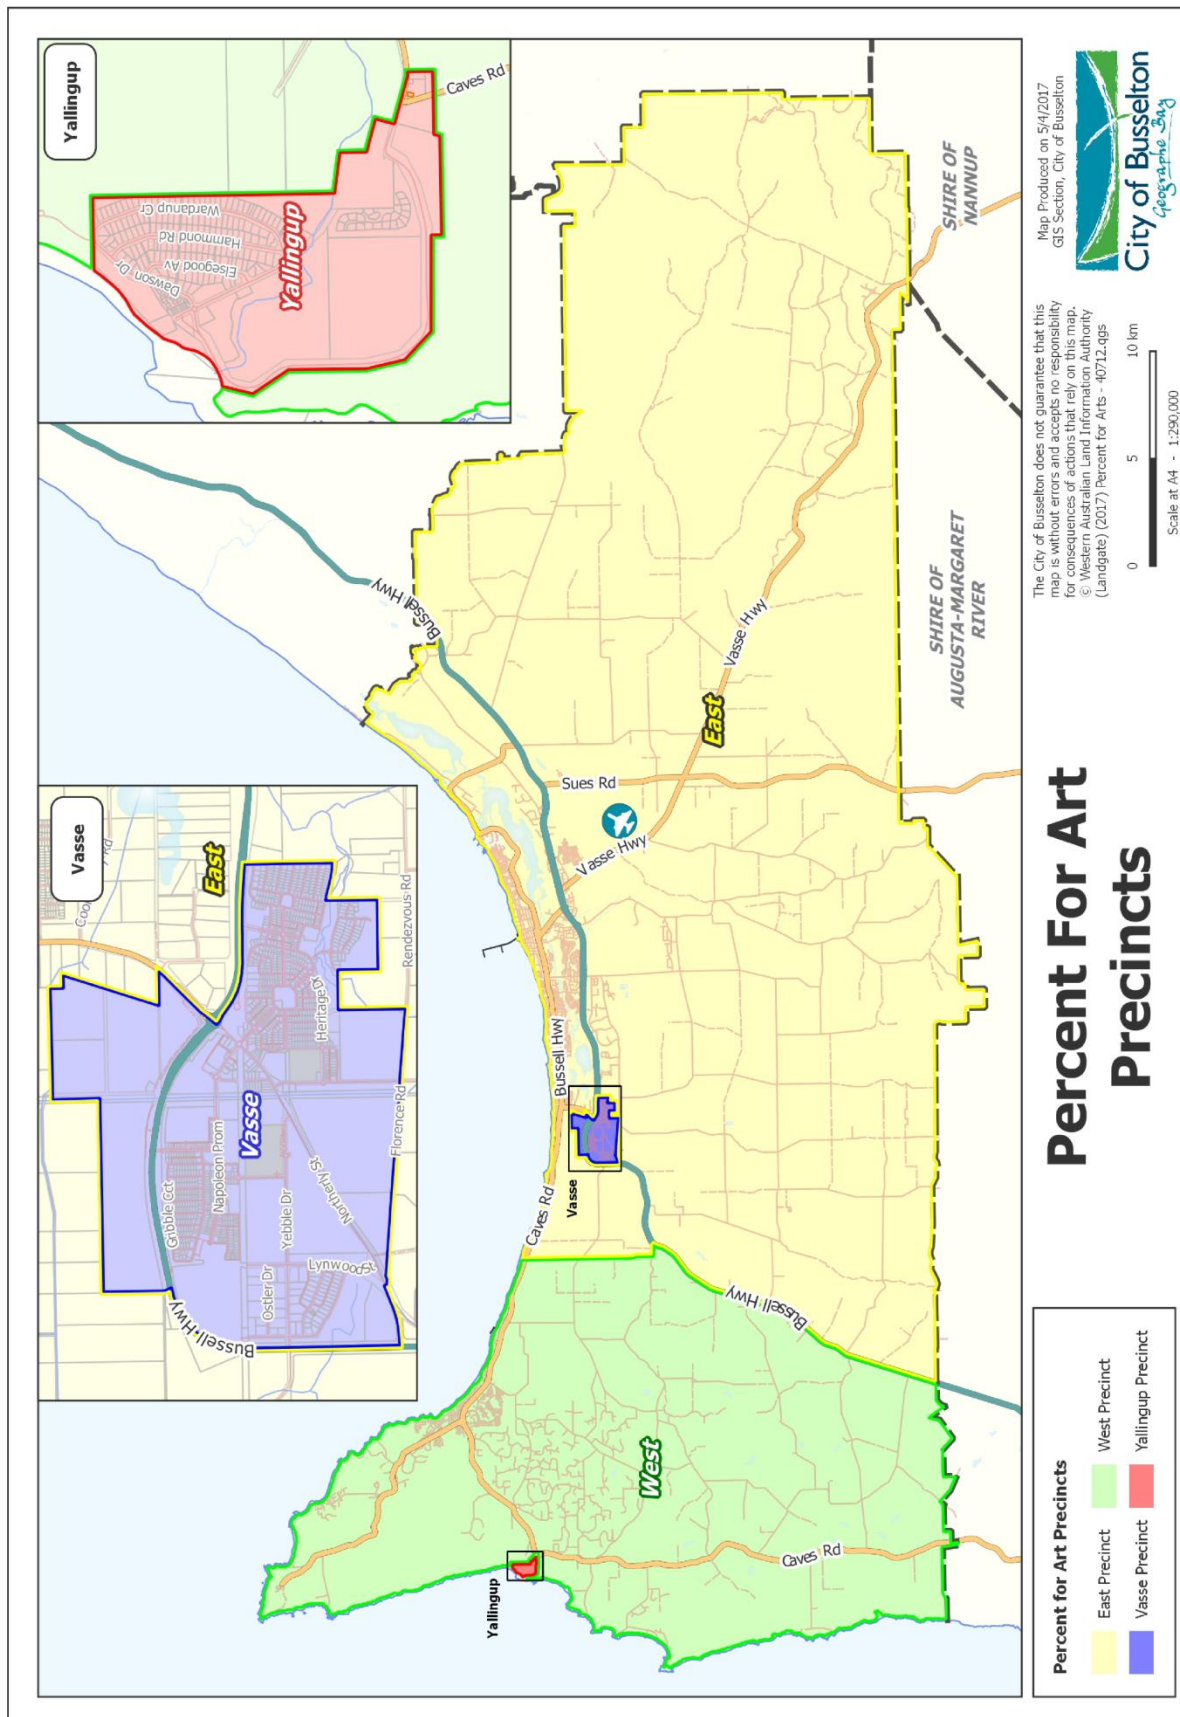 Vasse
Coo
Rd
East
Rendezvous Rd
Heritage Dr
Vasse
Gribble Cct
Napoleon Prom
Yebble Dr
Northerly St
Florence Rd
Lynwood St
Ostler Dr
Bussell Hwy
Yallingup
Caves Rd
Wardanup Cr
Hammond Rd
Elsegood Av
Dawson Dr
Yallingup
Bussell Hwy
Sues Rd
Vasse Hwy
Vasse Hwy
East
Bussell Hwy
Vasse
Caves Rd
Bussell Hwy
West
Yallingup
Caves Rd
SHIRE OF
AUGUSTA-MARGARET
RIVER
SHIRE OF
NANNUP
Percent for Art Precincts
East Precinct
West Precinct
Vasse Precinct
Yallingup Precinct
Percent For Art
Precincts
The City of Busselton does not guarantee that this
map is without errors and accepts no responsibility
for consequences of actions that rely on this map.
© Western Australian Land Information Authority
(Landgate) (2017) Percent for Arts - 40712.qgs
0 5 10 km
Scale at A4 - 1:290,000
Map Produced on 5/4/2017
GIS Section, City of Busselton
City of Busselton
Geographe Bay